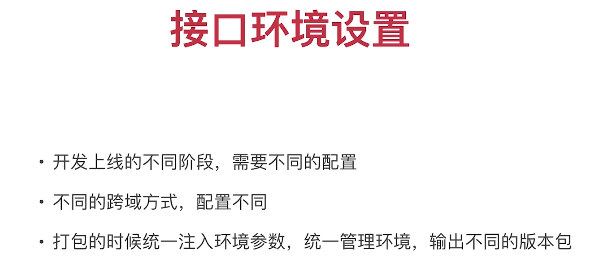 接口环境设置
• 开发上线的不同阶段，需要不同的配置
• 不同的跨域方式，配置不同
• 打包的时候统一注入环境参数，统一管理环境，输出不同的版本包